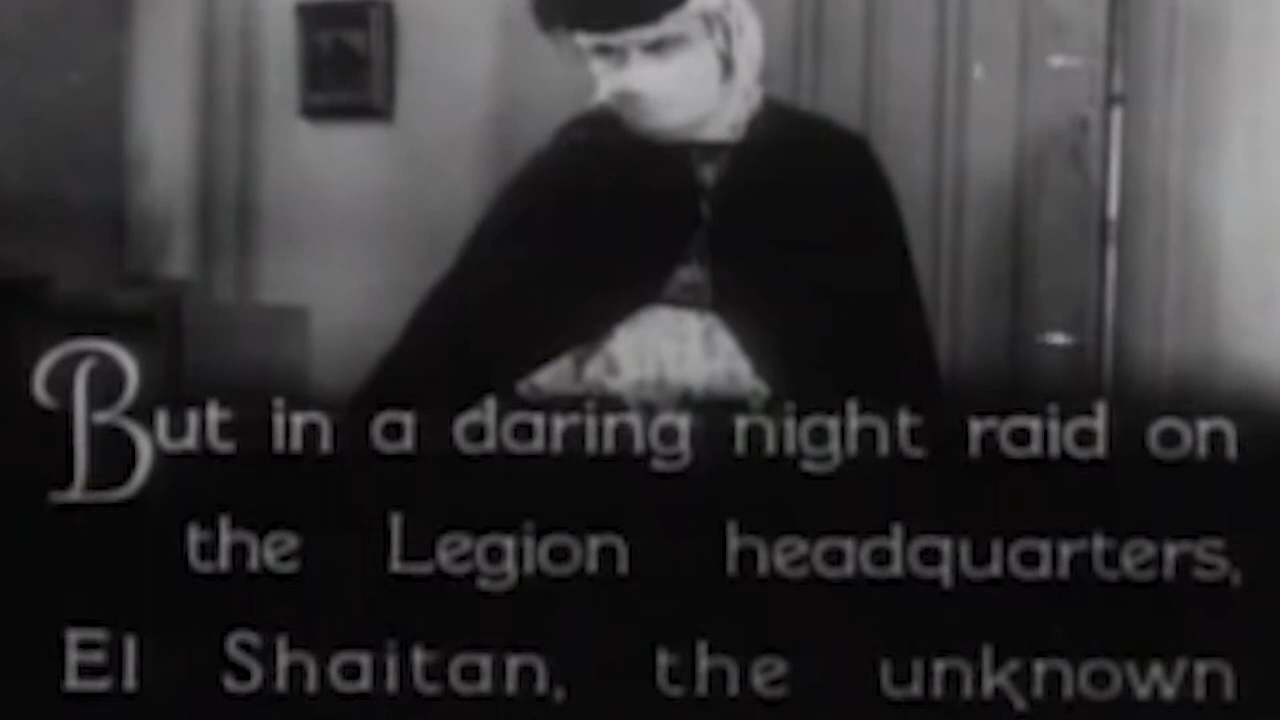 But in a daring night raid on
the Legion headquarters,
El Shaitan, the unknown